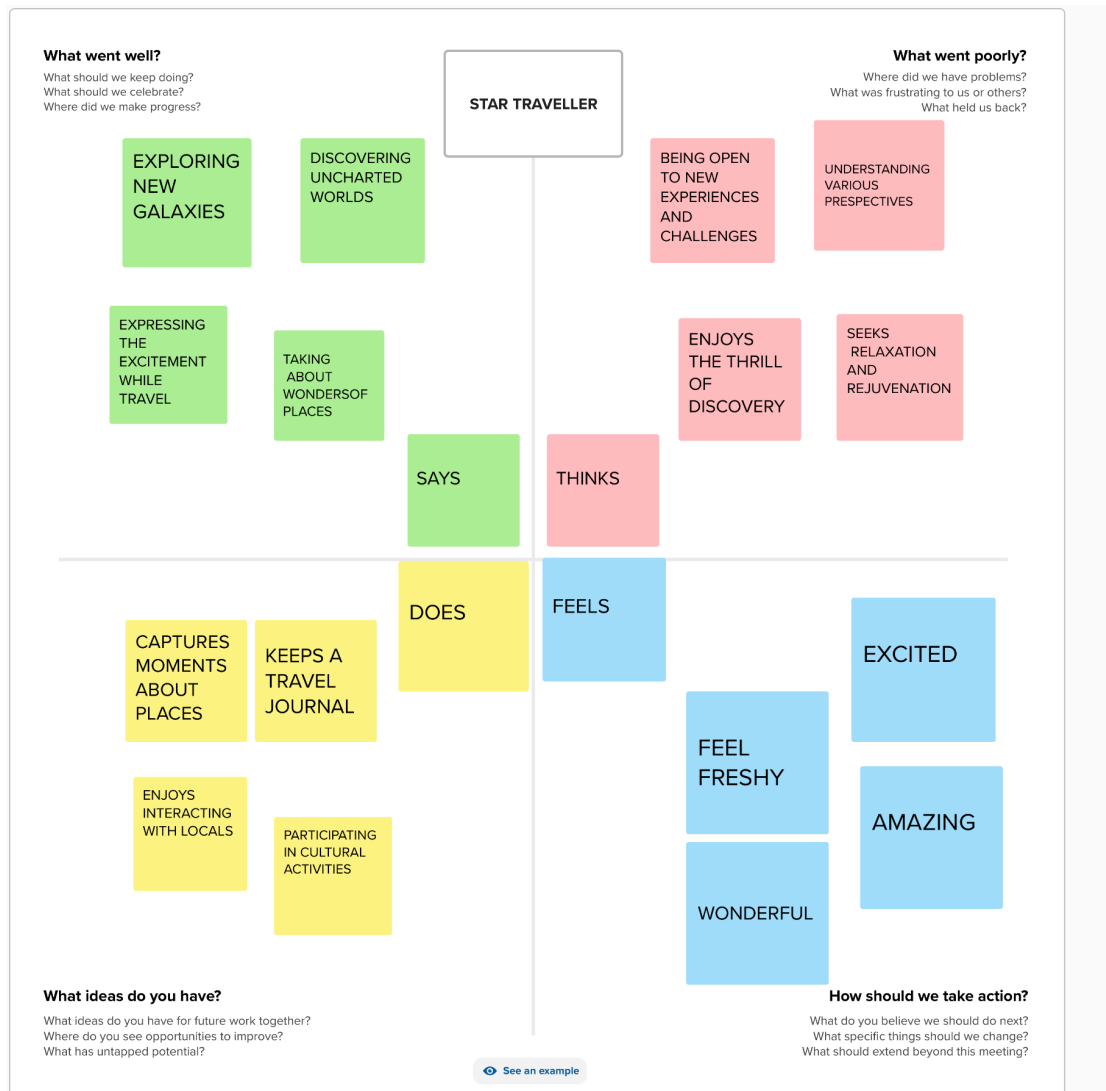 What went well?
What should we keep doing?
What should we celebrate?
Where did we make progress?
STAR TRAVELLER
What went poorly?
Where did we have problems?
What was frustrating to us or others?
What held us back?
EXPLORING
NEW
GALAXIES
DISCOVERING
UNCHARTED
WORLDS
BEING OPEN
TO NEW
EXPERIENCES
AND
CHALLENGES
UNDERSTANDING
VARIOUS
PRESPECTIVES
EXPRESSING
THE
EXCITEMENT
WHILE
TRAVEL
TAKING
ABOUT
WONDERSOF
PLACES
ENJOYS
THE THRILL
OF
DISCOVERY
SEEKS
RELAXATION
AND
REJUVENATION
SAYS
THINKS
DOES
FEELS
CAPTURES
MOMENTS
ABOUT
PLACES
KEEPS A
TRAVEL
JOURNAL
EXCITED
FEEL
FRESHY
ENJOYS
INTERACTING
WITH LOCALS
PARTICIPATING
IN CULTURAL
ACTIVITIES
AMAZING
WONDERFUL
What ideas do you have?
What ideas do you have for future work together?
Where do you see opportunities to improve?
What has untapped potential?
How should we take action?
What do you believe we should do next?
What specific things should we change?
What should extend beyond this meeting?
See an example